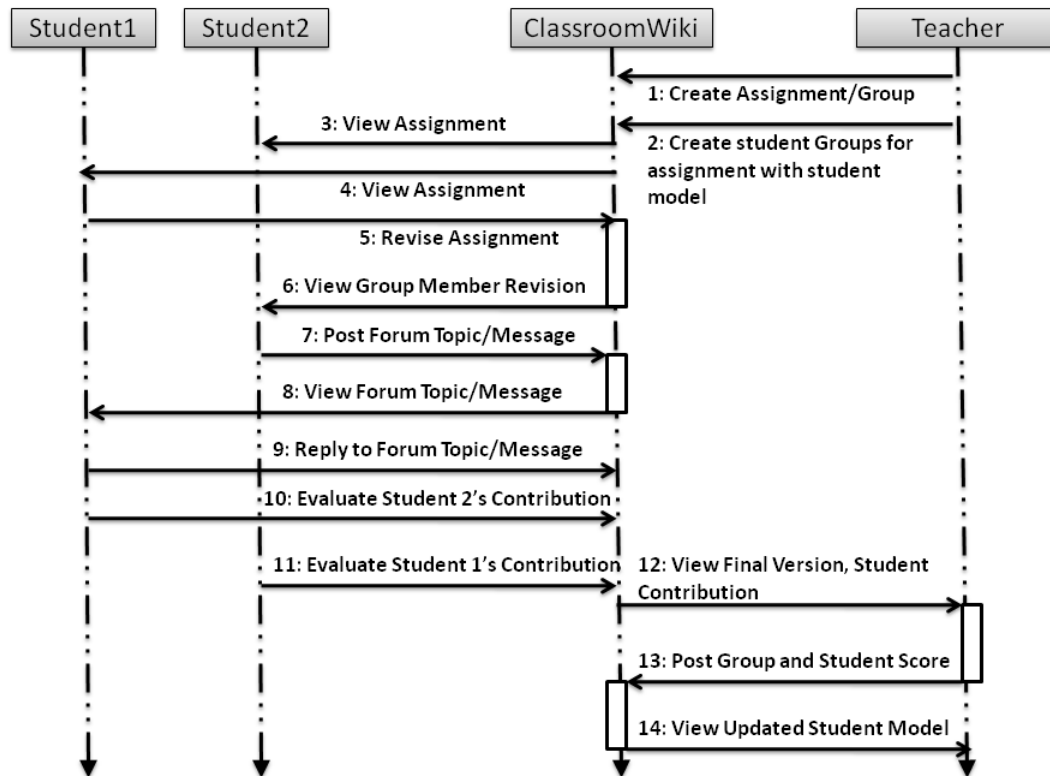 Student1
Student2
ClassroomWiki
Teacher
1: Create Assignment/Group
3: View Assignment
2: Create student Groups for
assignment with student
model
4: View Assignment
5: Revise Assignment
6: View Group Member Revision
7: Post Forum Topic/Message
8: View Forum Topic/Message
9: Reply to Forum Topic/Message
10: Evaluate Student 2’s Contribution
11: Evaluate Student 1’s Contribution
12: View Final Version, Student
Contribution
13: Post Group and Student Score
14: View Updated Student Model